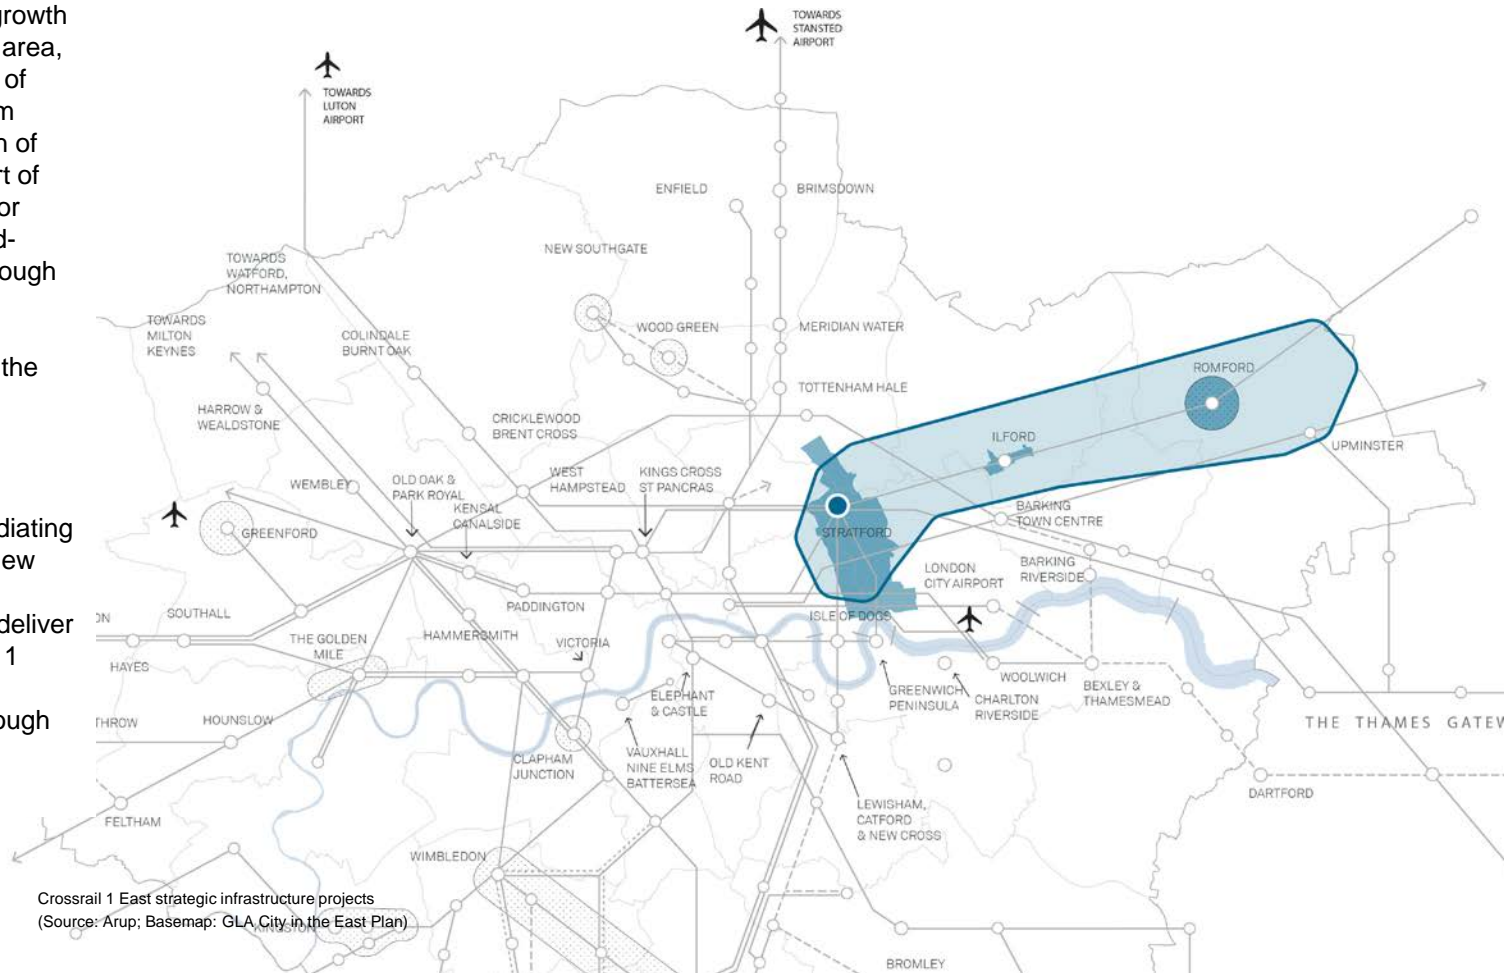 growth
area,
of
m
n of
rt of
or
d-
ough
the
diating
ew
deliver
1
ough
TOWARDS
STANSTED
AIRPORT
TOWARDS
LUTON
AIRPORT
ENFIELD
BRIMSDOWN
NEW SOUTHGATE
TOWARDS
WATFORD,
NORTHAMPTON
TOWARDS
MILTON
KEYNES
COLINDALE
BURNT OAK
WOOD GREEN
MERIDIAN WATER
TOTTENHAM HALE
ROMFORD
HARROW &
WEALDSTONE
CRICKLEWOOD
BRENT CROSS
ILFORD
UPMINSTER
WEMBLEY
OLD OAK &
PARK ROYAL
WEST
HAMPSTEAD
KINGS CROSS
ST PANCRAS
KENSAL
CANALSIDE
GREENFORD
STRATFORD
BARKING
TOWN CENTRE
LONDON
CITY AIRPORT
BARKING
RIVERSIDE
ON
SOUTHALL
PADDINGTON
ISLE OF DOGS
THE GOLDEN
MILE
HAMMERSMITH
VICTORIA
HAYES
ELEPHANT
& CASTLE
GREENWICH
PENINSULA
CHARLTON
RIVERSIDE
WOOLWICH
BEXLEY &
THAMESMEAD
THROW
HOUNSLOW
THE THAMES GATEW
CLAPHAM
JUNCTION
VAUXHALL
NINE ELMS
BATTERSEA
OLD KENT
ROAD
DARTFORD
FELTHAM
LEWISHAM,
CATFORD
& NEW CROSS
WIMBLEDON
Crossrail 1 East strategic infrastructure projects
(Source: Arup; Basemap: GLA City in the East Plan)
KINGSTON
BROMLEY